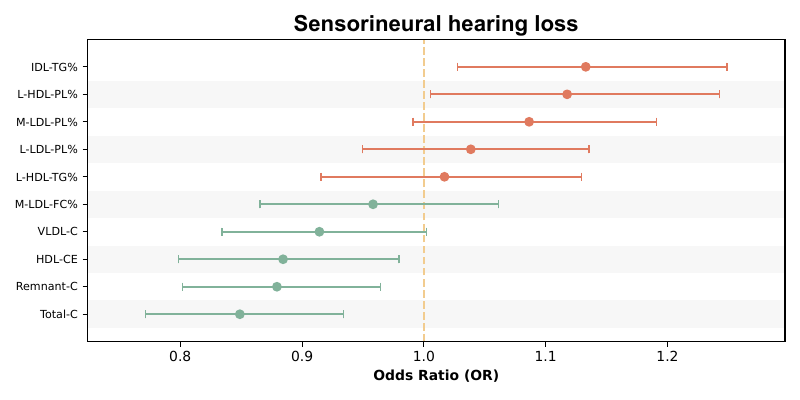 Sensorineural hearing loss
IDL-TG%
L-HDL-PL%
M-LDL-PL%
L-LDL-PL%
L-HDL-TG%
M-LDL-FC%
VLDL-C
HDL-CE
Remnant-C
Total-C
0.8 0.9 1.0 1.1 1.2
Odds Ratio (OR)